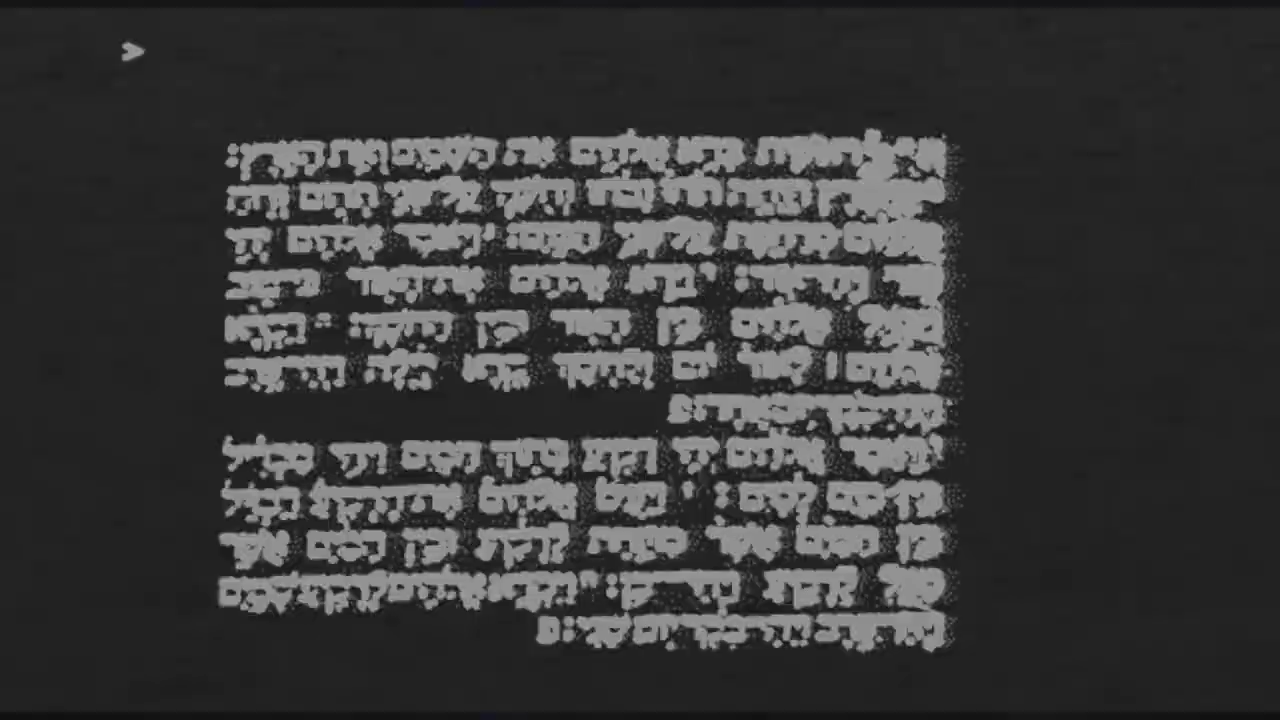 >
בראשית ברא אלהים את השמים ואת הארץ:
היתה תהו ובהו וחשך על־פני תהום ורוח
אלהים מרחפת על־פני המים: ויאמר אלהים יהי
אור ויהי־אור: וירא אלהים את־האור כי־טוב
ויבדל אלהים בין האור ובין החשך: ויקרא
אלהים׀ לאור יום ולחשך קרא לילה ויהי־ערב
ויהי־בקר יום אחד: פ
ויאמר אלהים יהי רקיע בתוך המים ויהי מבדיל
בין מים למים: ויעש אלהים את־הרקיע ויבדל
בין המים אשר מתחת לרקיע ובין המים אשר
מעל לרקיע ויהי־כן: ויקרא אלהים לרקיע שמים
ויהי־ערב ויהי־בקר יום שני: פ